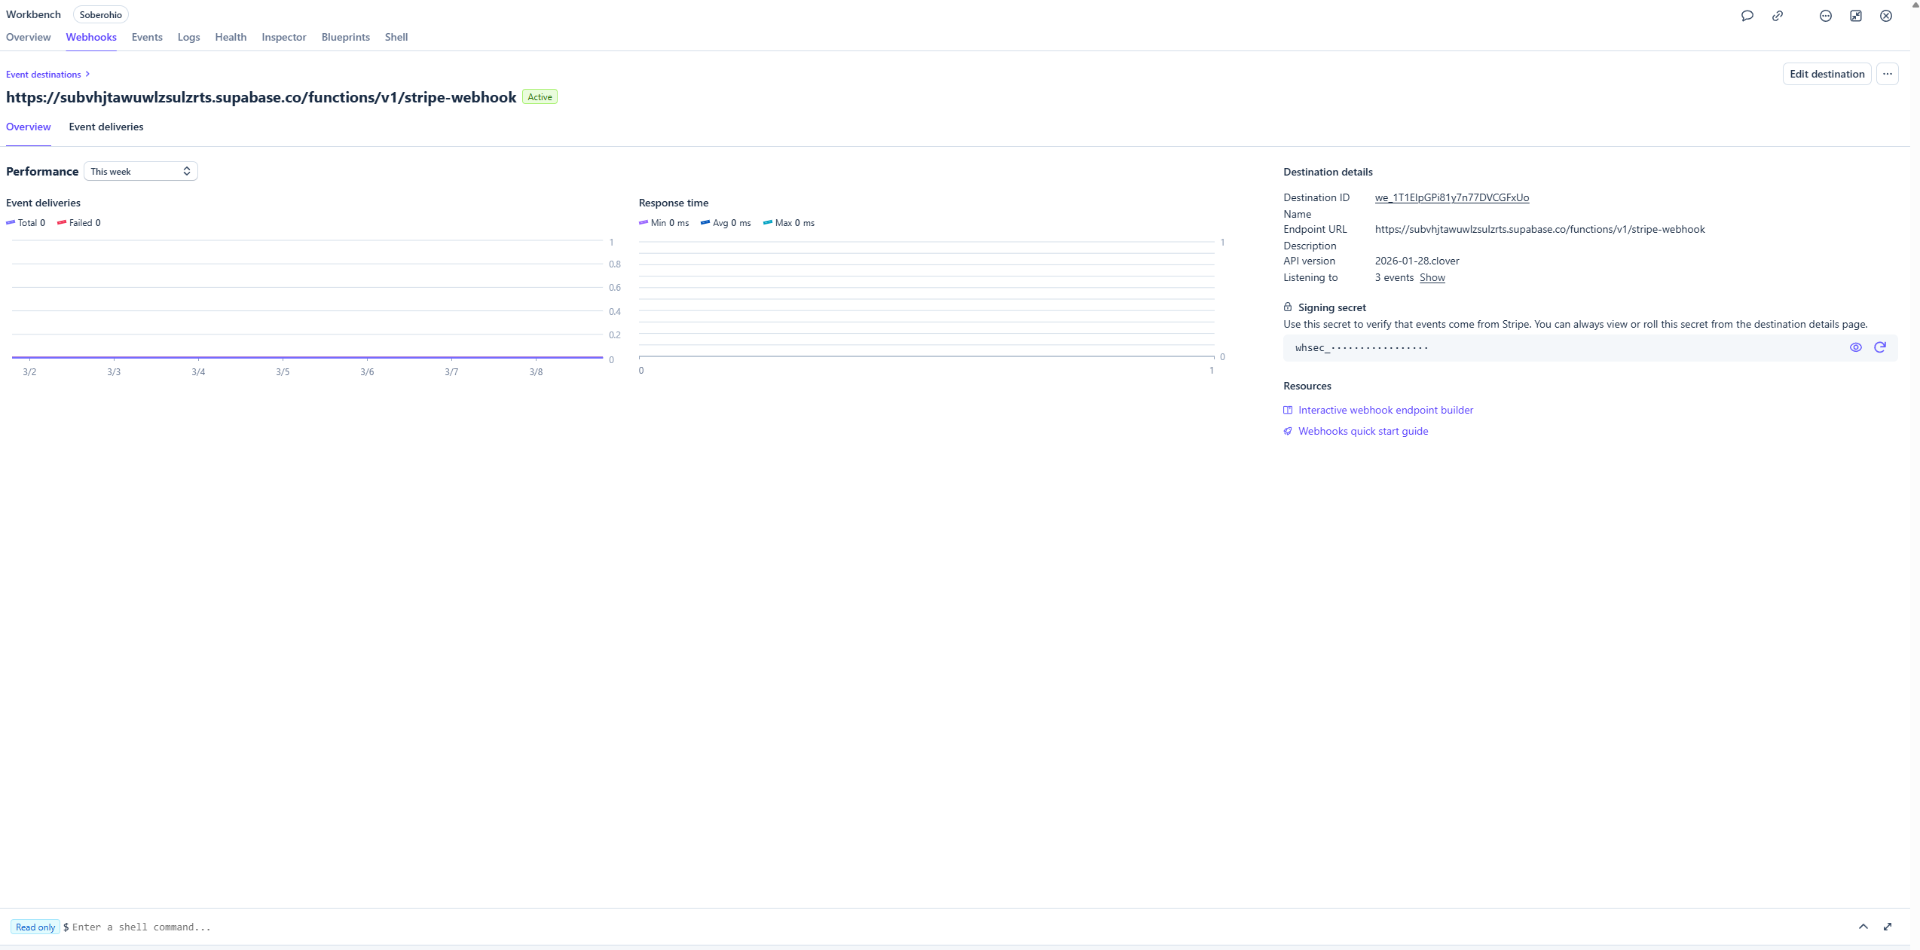 Workbench Soberohio
Overview Webhooks Events Logs Health Inspector Blueprints Shell
Event destinations
Edit destination
https://subvhjtawuwlzsulzrts.supabase.co/functions/v1/stripe-webhook Active
Overview Event deliveries
Performance This week
Event deliveries
Total 0 Failed 0
1
0.8
0.6
0.4
0.2
0
3/2 3/3 3/4 3/5 3/6 3/7 3/8
Response time
Min 0 ms Avg 0 ms Max 0 ms
1
0
0 1
Destination details
Destination ID we_1T1ElpGPi81y7n77DVCGFxUo
Name
Endpoint URL https://subvhjtawuwlzsulzrts.supabase.co/functions/v1/stripe-webhook
Description
API version 2026-01-28.clover
Listening to 3 events Show
Signing secret
Use this secret to verify that events come from Stripe. You can always view or roll this secret from the destination details page.
whsec_·················
Resources
Interactive webhook endpoint builder
Webhooks quick start guide
Read only $ Enter a shell command...